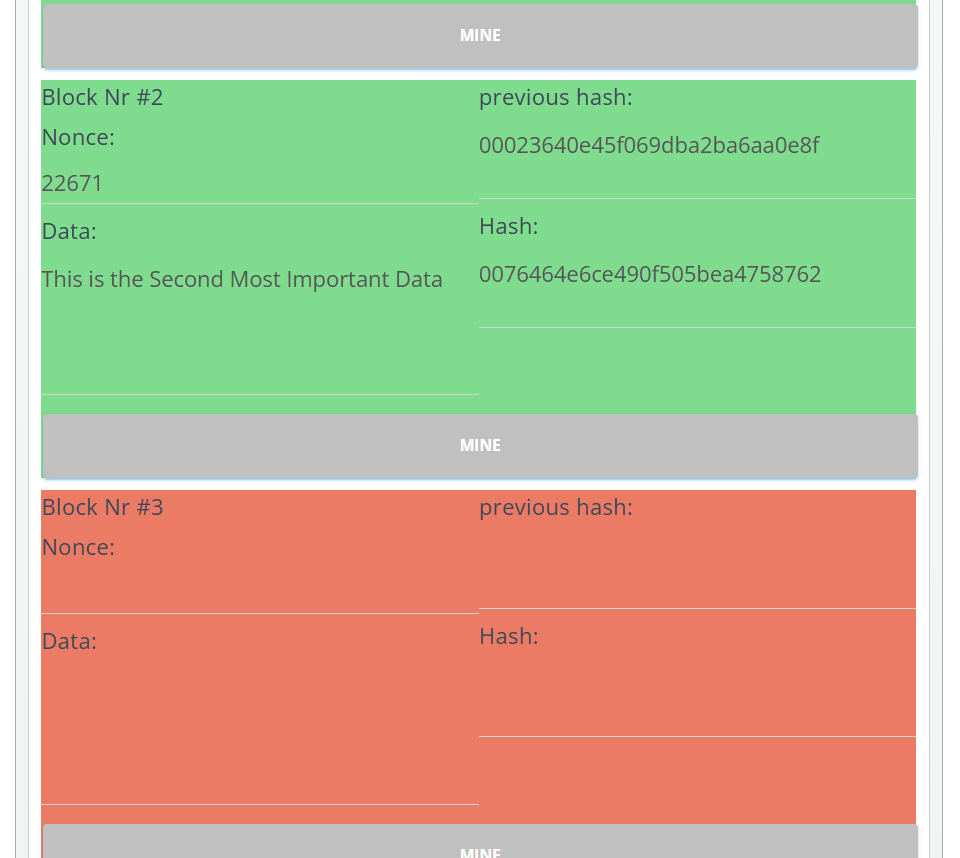 MINE
Block Nr #2
Nonce:
22671
Data:
This is the Second Most Important Data
previous hash:
00023640e45f069dba2ba6aa0e8f
Hash:
0076464e6ce490f505bea4758762
MINE
Block Nr #3
Nonce:
Data:
previous hash:
Hash:
MINE